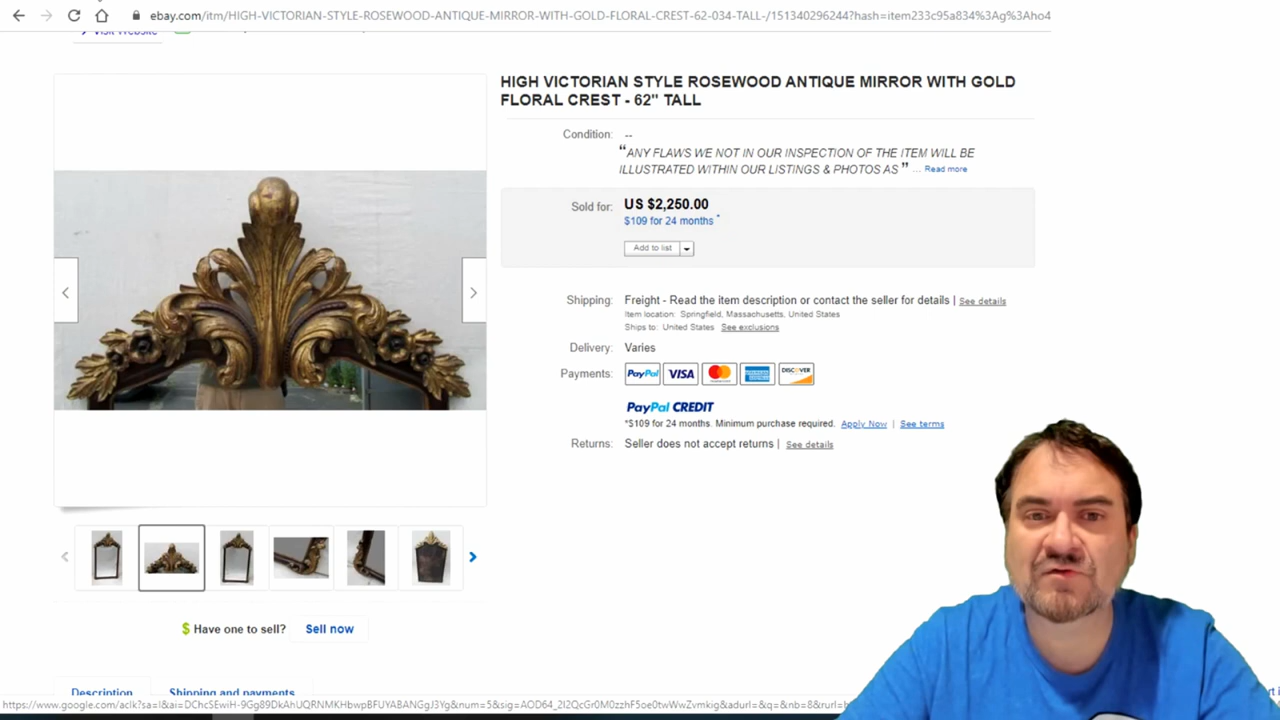 ebay.com/itm/HIGH-VICTORIAN-STYLE-ROSEWOOD-ANTIQUE-MIRROR-WITH-GOLD-FLORAL-CREST-62-034-TALL-/151340296244?hash=item233c95a834%3Ag%3Aho4
Visit Website
HIGH VICTORIAN STYLE ROSEWOOD ANTIQUE MIRROR WITH GOLD
FLORAL CREST - 62" TALL
Condition: --
“ANY FLAWS WE NOT IN OUR INSPECTION OF THE ITEM WILL BE
ILLUSTRATED WITHIN OUR LISTINGS & PHOTOS AS ” ... Read more
Sold for: US $2,250.00
$109 for 24 months *
Add to list
Shipping: Freight - Read the item description or contact the seller for details | See details
Item location: Springfield, Massachusetts, United States
Ships to: United States See exclusions
Delivery: Varies
Payments: PayPal VISA MasterCard AMERICAN EXPRESS DISCOVER
PayPal CREDIT
*$109 for 24 months. Minimum purchase required. Apply Now | See terms
Returns: Seller does not accept returns | See details
$ Have one to sell? Sell now
Description Shipping and payments